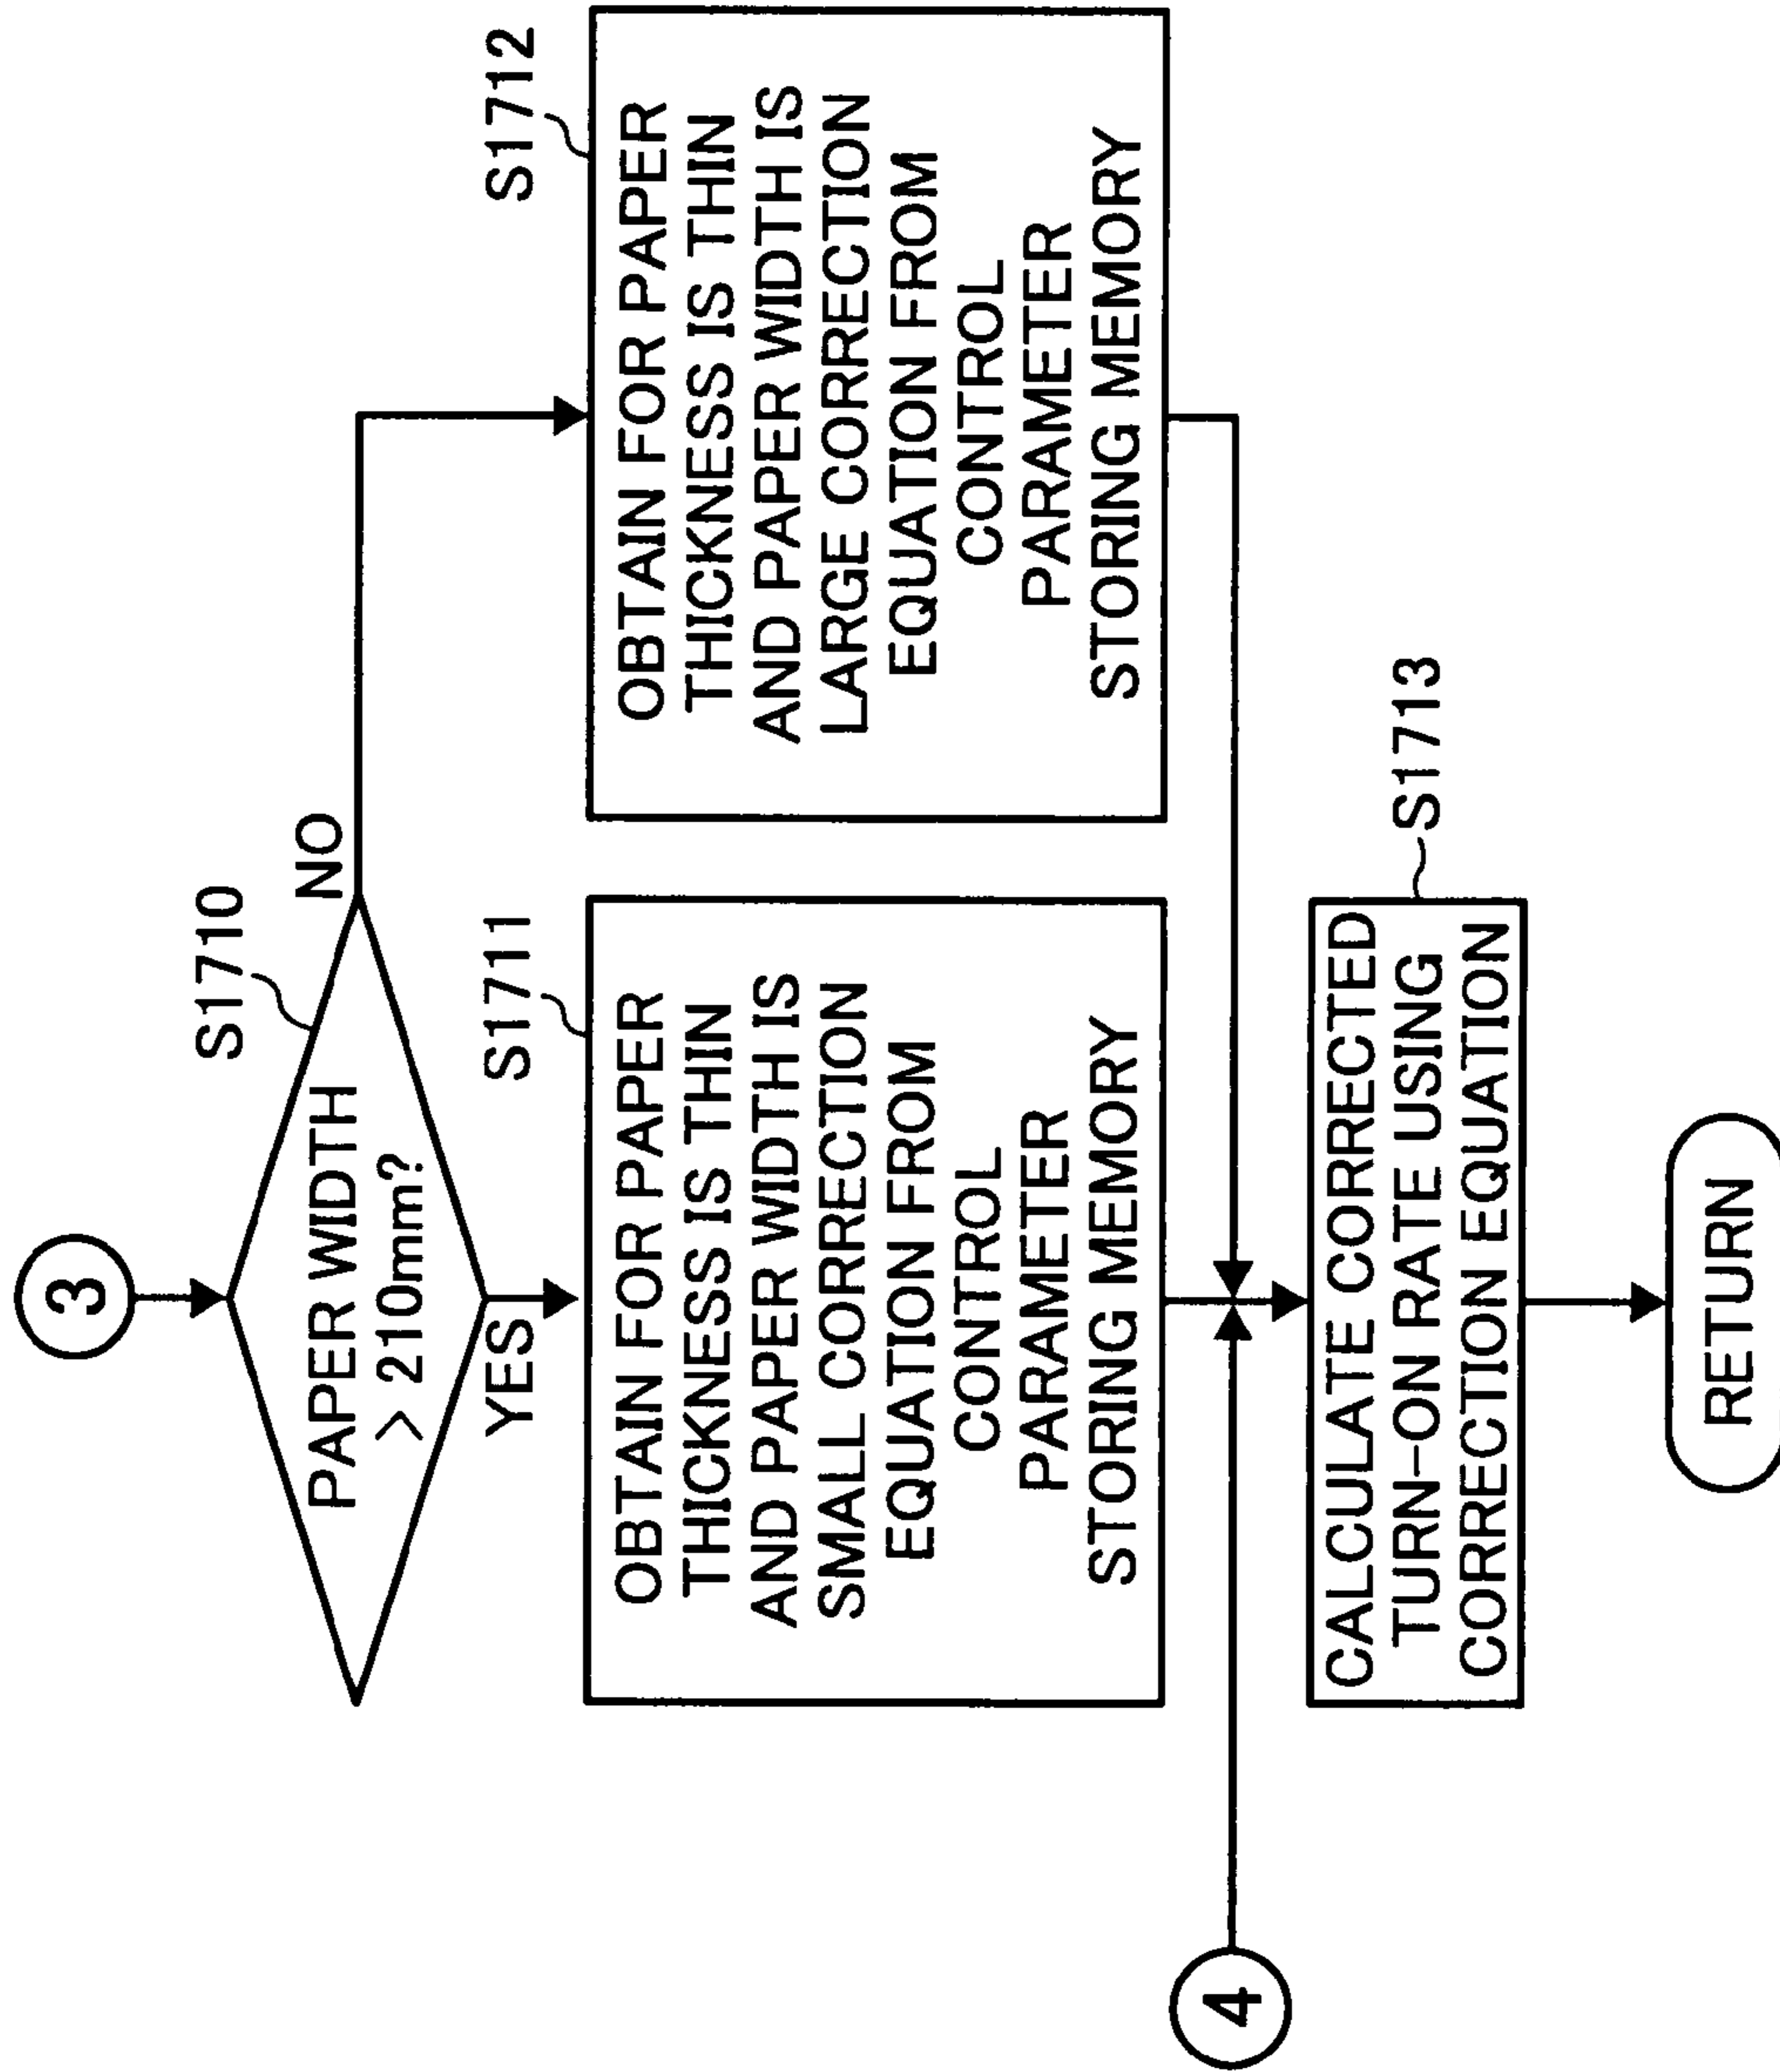 3
S1710
PAPER WIDTH
> 210mm?
NO
YES
S1711
OBTAIN FOR PAPER
THICKNESS IS THIN
AND PAPER WIDTH IS
SMALL CORRECTION
EQUATION FROM
CONTROL
PARAMETER
STORING MEMORY
S1712
OBTAIN FOR PAPER
THICKNESS IS THIN
AND PAPER WIDTH IS
LARGE CORRECTION
EQUATION FROM
CONTROL
PARAMETER
STORING MEMORY
4
S1713
CALCULATE CORRECTED
TURN-ON RATE USING
CORRECTION EQUATION
RETURN